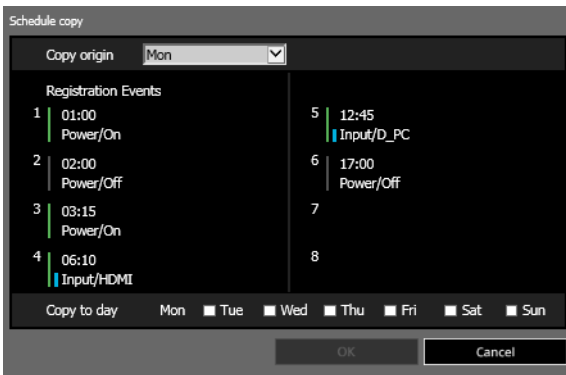 Schedule copy
Copy origin Mon
Registration Events
1 01:00
Power/On
2 02:00
Power/Off
3 03:15
Power/On
4 06:10
Input/HDMI
5 12:45
Input/D_PC
6 17:00
Power/Off
7
8
Copy to day Mon Tue Wed Thu Fri Sat Sun
OK Cancel